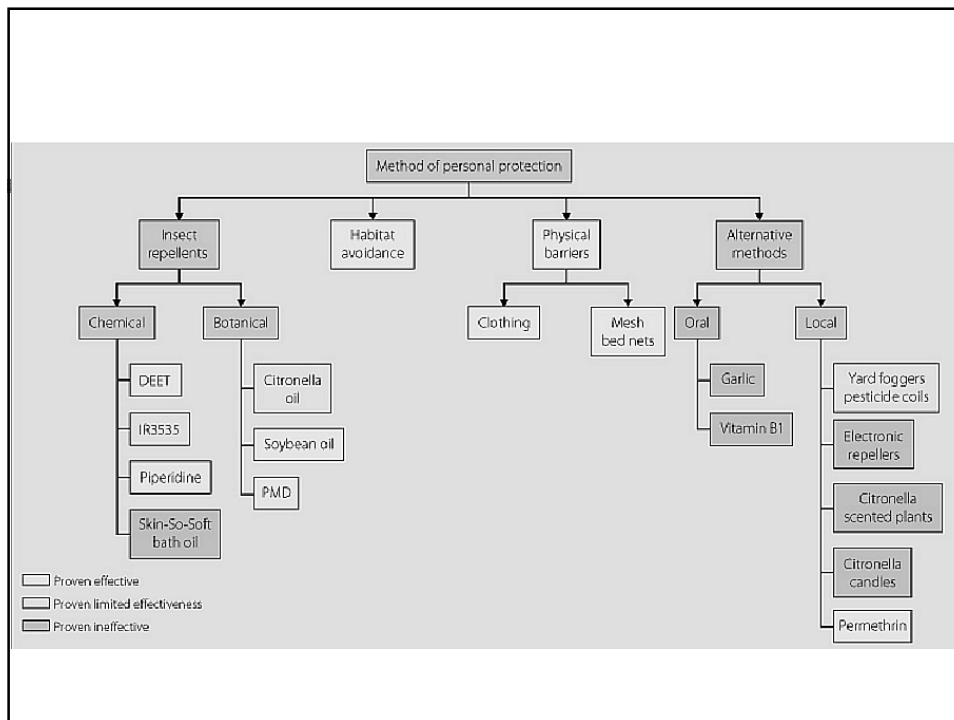 Method of personal protection
Insect
repellents
Habitat
avoidance
Physical
barriers
Alternative
methods
Chemical
Botanical
Clothing
Mesh
bed nets
Oral
Local
DEET
IR3535
Piperidine
Skin-So-Soft
bath oil
Citronella
oil
Soybean oil
PMD
Garlic
Vitamin B1
Yard foggers
pesticide coils
Electronic
repellers
Citronella
scented plants
Citronella
candles
Permethrin
Proven effective
Proven limited effectiveness
Proven ineffective